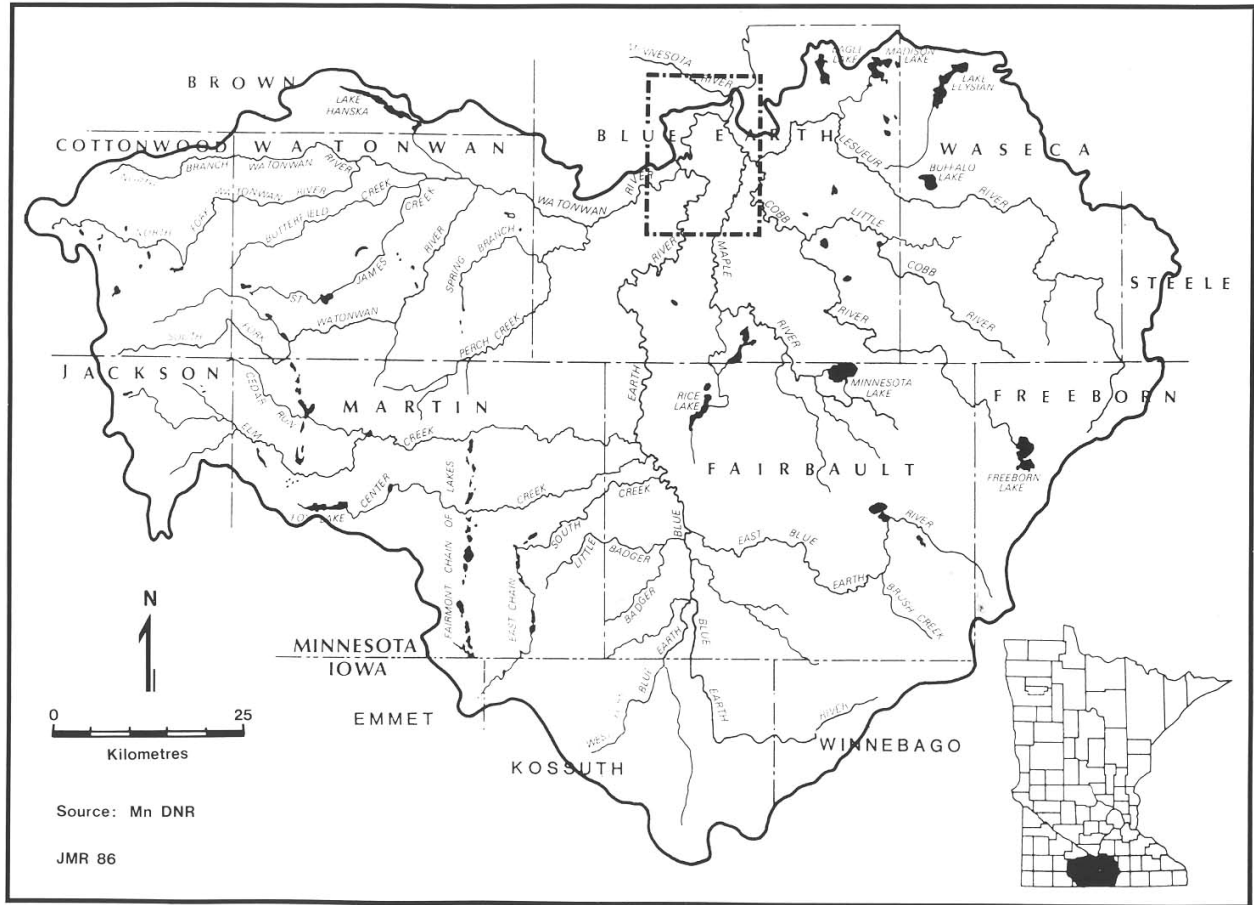 MINNESOTA
RIVER
EAGLE
LAKE
MADISON
LAKE
LAKE
ELYSIAN
BROWN
LAKE
HANSKA
COTTONWOOD
WATONWAN
BLUE EARTH
WASECA
LESUEUR
RIVER
BUFFALO
LAKE
NORTH BRANCH WATONWAN RIVER
NORTH FORK WATONWAN RIVER
BUTTERFIELD CREEK
ST JAMES CREEK
WATONWAN RIVER
SPRING BRANCH
PERCH CREEK
SOUTH FORK WATONWAN RIVER
RIVER
MAPLE
RIVER
COBB
RIVER
LITTLE
COBB
RIVER
STEELE
JACKSON
CEDAR RUN
ELM
CREEK
MARTIN
BLUE
EARTH
RIVER
RICE
LAKE
MINNESOTA
LAKE
FREEBORN
FREEBORN
LAKE
FAIRBAULT
LAKE
CENTER
CREEK
FAIRMONT CHAIN OF LAKES
EAST CHAIN
SOUTH
CREEK
LITTLE
BADGER
BADGER
EAST BLUE EARTH RIVER
BRUSH CREEK
N
MINNESOTA
IOWA
EMMET
WEST
BLUE
EARTH
BLUE
EARTH
RIVER
KOSSUTH
WINNEBAGO
0 25
Kilometres
Source: Mn DNR
JMR 86